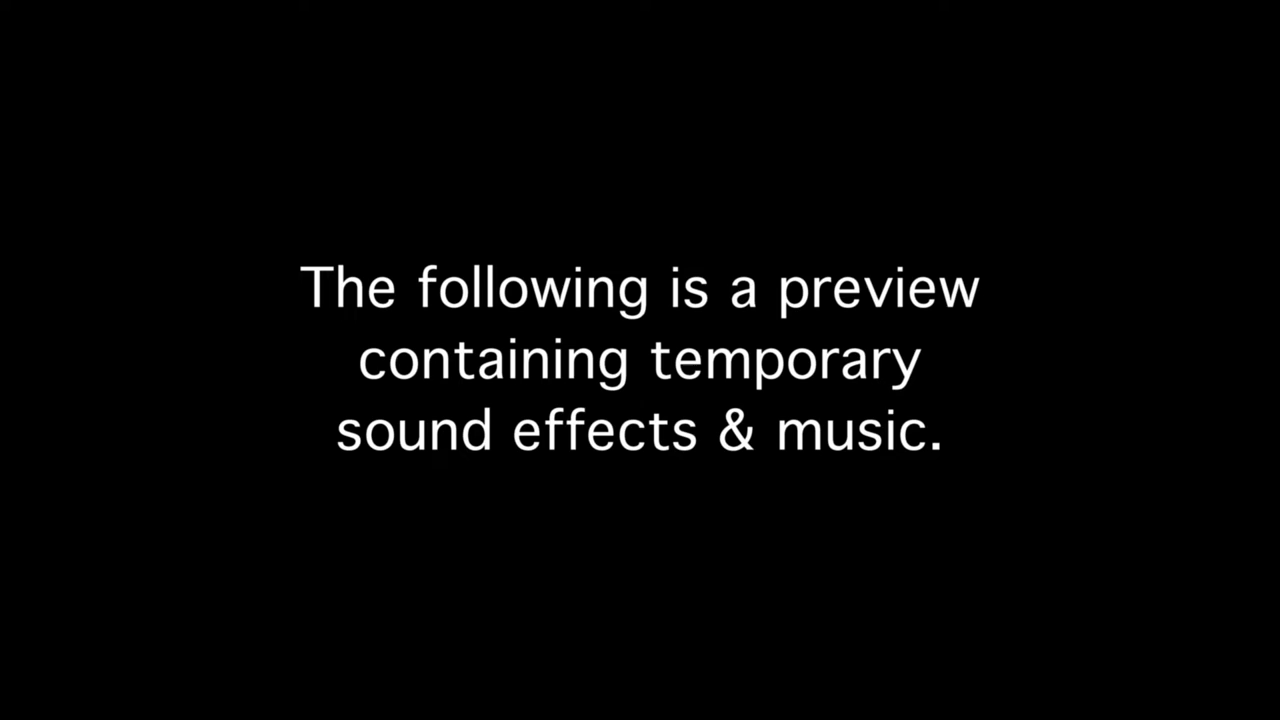 The following is a preview
containing temporary
sound effects & music.